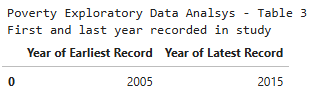 Poverty Exploratory Data Analsys - Table 3
First and last year recorded in study
Year of Earliest Record Year of Latest Record
0 2005 2015